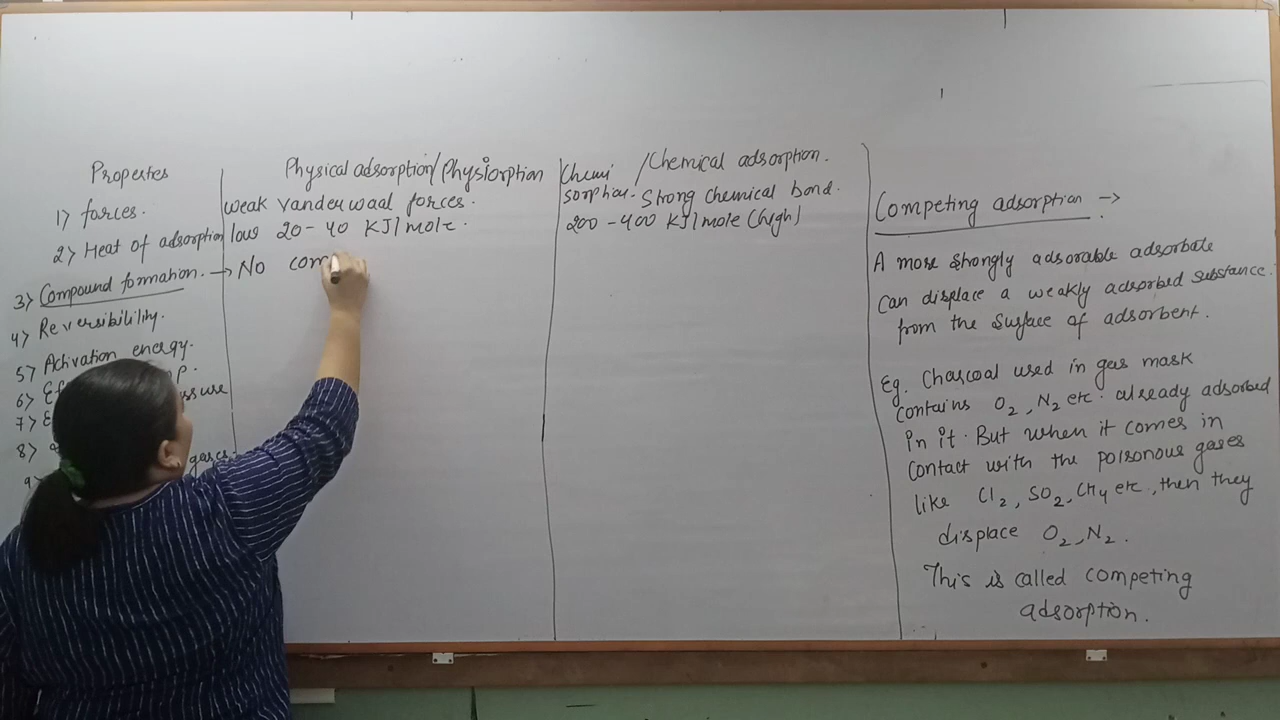 Properties
1) forces.
2) Heat of adsorption
3) Compound formation. →
4) Reversibility.
5) Activation energy.
6)
7)
8)
gases
Physical adsorption/Physiorption
weak vanderwaal forces.
low 20-40 KJ/mole.
No com
Chemi /Chemical adsorption.
sorption. Strong chemical bond.
200-400 KJ/mole (high)
Competing adsorption →
A more strongly adsorable adsorbate
can displace a weakly adsorbed substance
from the surface of adsorbent.
Eg. Charcoal used in gas mask
contains O₂, N₂ etc. already adsorbed
in it. But when it comes in
contact with the poisonous gases
like Cl₂, SO₂, CH₄ etc., then they
displace O₂, N₂.
This is called competing
adsorption.